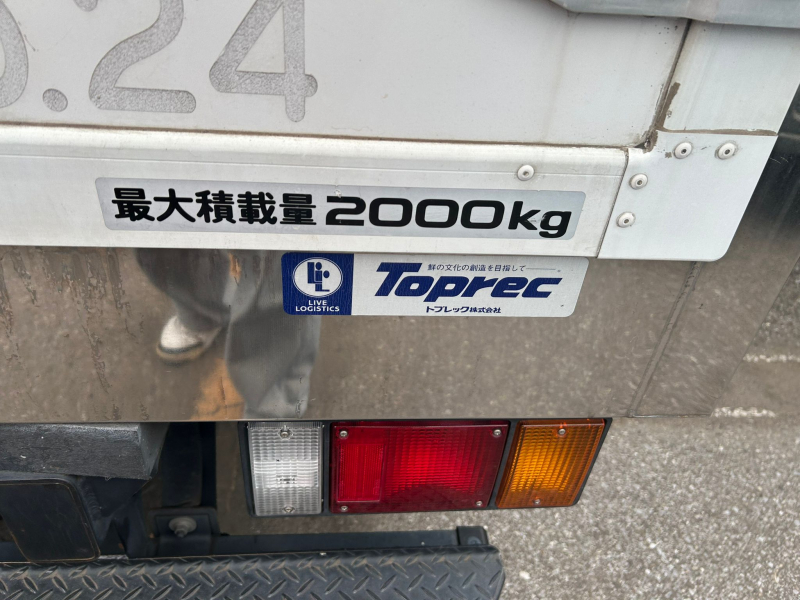 .24
最大積載量 2000kg
LIVE
LOGISTICS
鮮の文化の創造を目指して
Toprec
トプレック株式会社